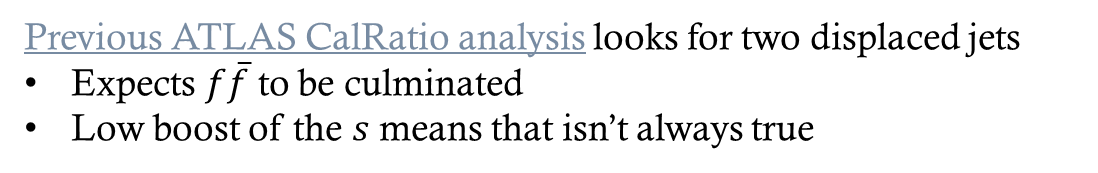 Previous ATLAS CalRatio analysis looks for two displaced jets
• Expects f f̄ to be culminated
• Low boost of the s means that isn't always true